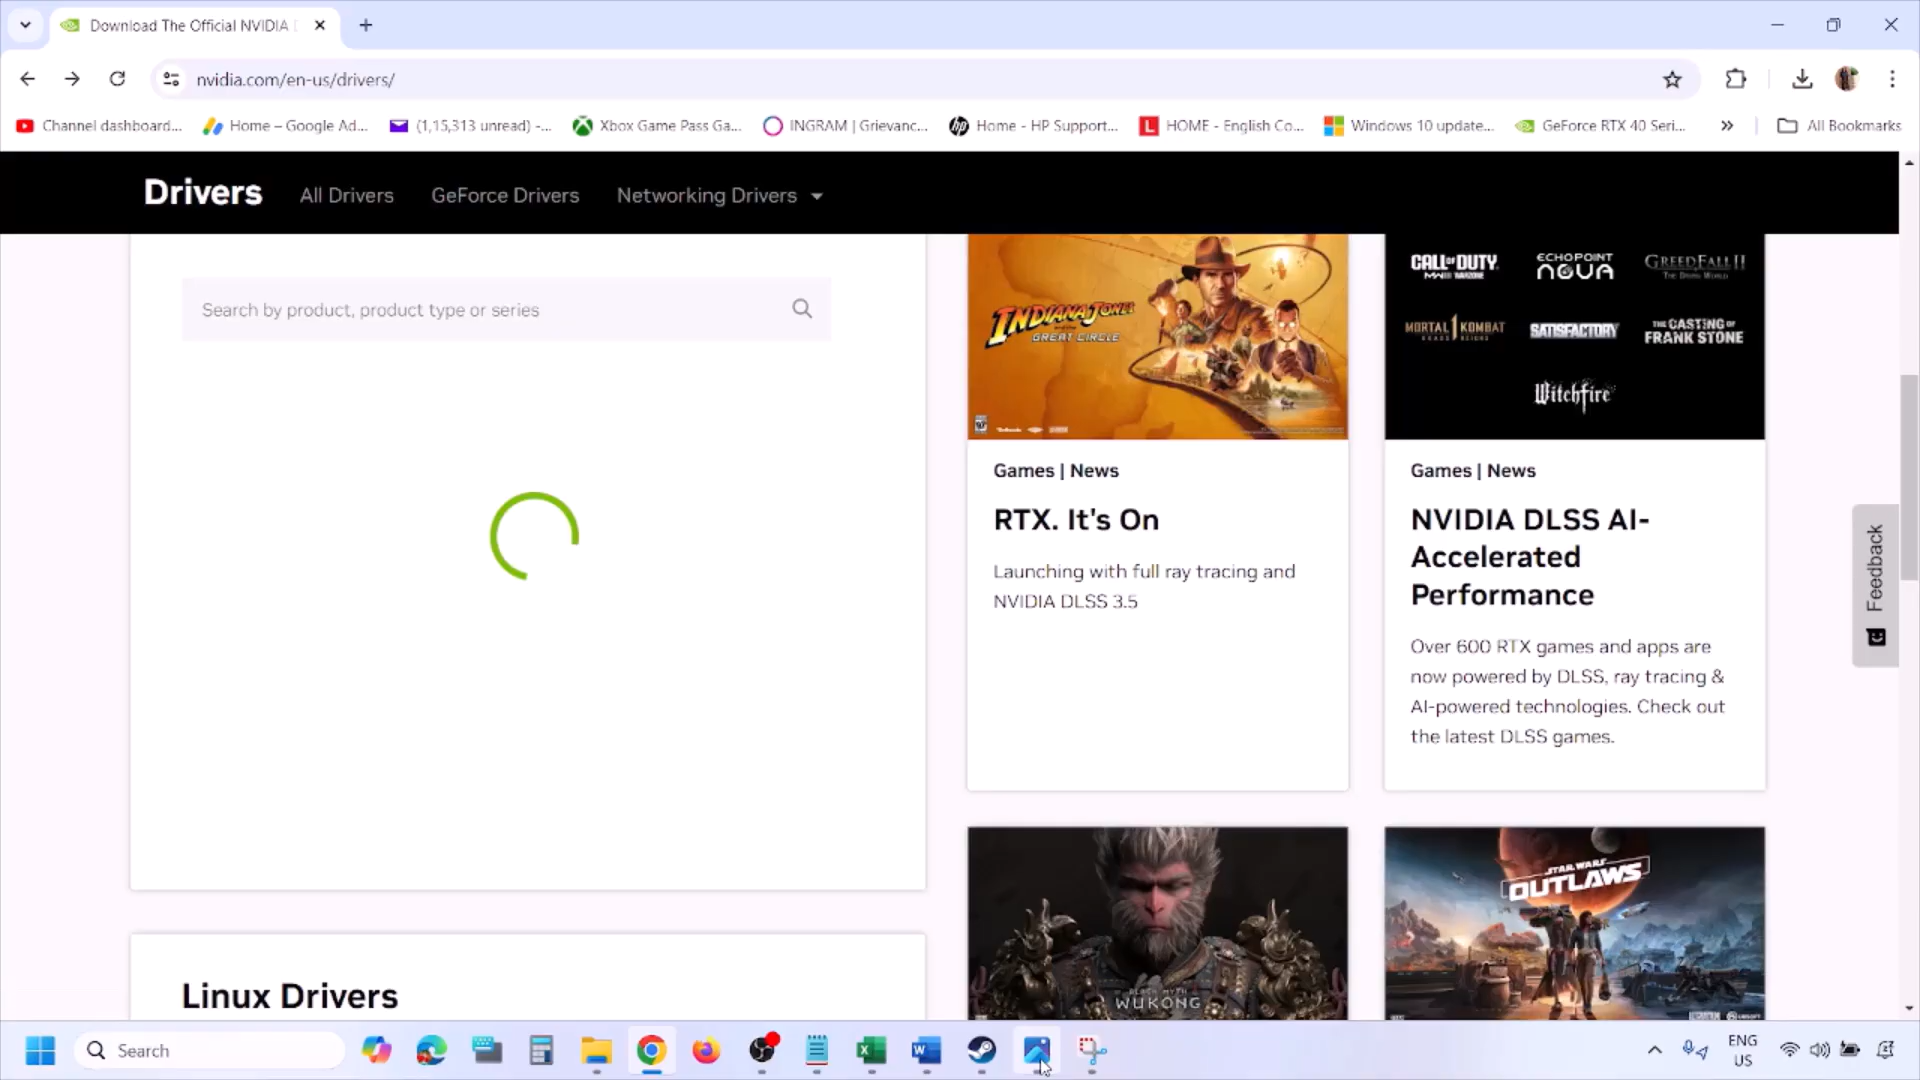 Download The Official NVIDIA
nvidia.com/en-us/drivers/
Channel dashboard...
Home – Google Ad...
(1,15,313 unread) -...
Xbox Game Pass Ga...
INGRAM | Grievanc...
Home - HP Support...
HOME - English Co...
Windows 10 update...
GeForce RTX 40 Seri...
All Bookmarks
Drivers
All Drivers
GeForce Drivers
Networking Drivers
Search by product, product type or series
INDIANA JONES
GREAT CIRCLE
CALL OF DUTY
ECHOPOINT
NOVA
GREEDFALL II
THE DYING WORLD
MORTAL KOMBAT 1
SATISFACTORY
THE CASTING OF
FRANK STONE
Witchfire
Games | News
RTX. It's On
Launching with full ray tracing and
NVIDIA DLSS 3.5
Games | News
NVIDIA DLSS AI-
Accelerated
Performance
Over 600 RTX games and apps are
now powered by DLSS, ray tracing &
AI-powered technologies. Check out
the latest DLSS games.
Feedback
Linux Drivers
BLACK MYTH
WUKONG
STAR WARS
OUTLAWS
Search
ENG
US